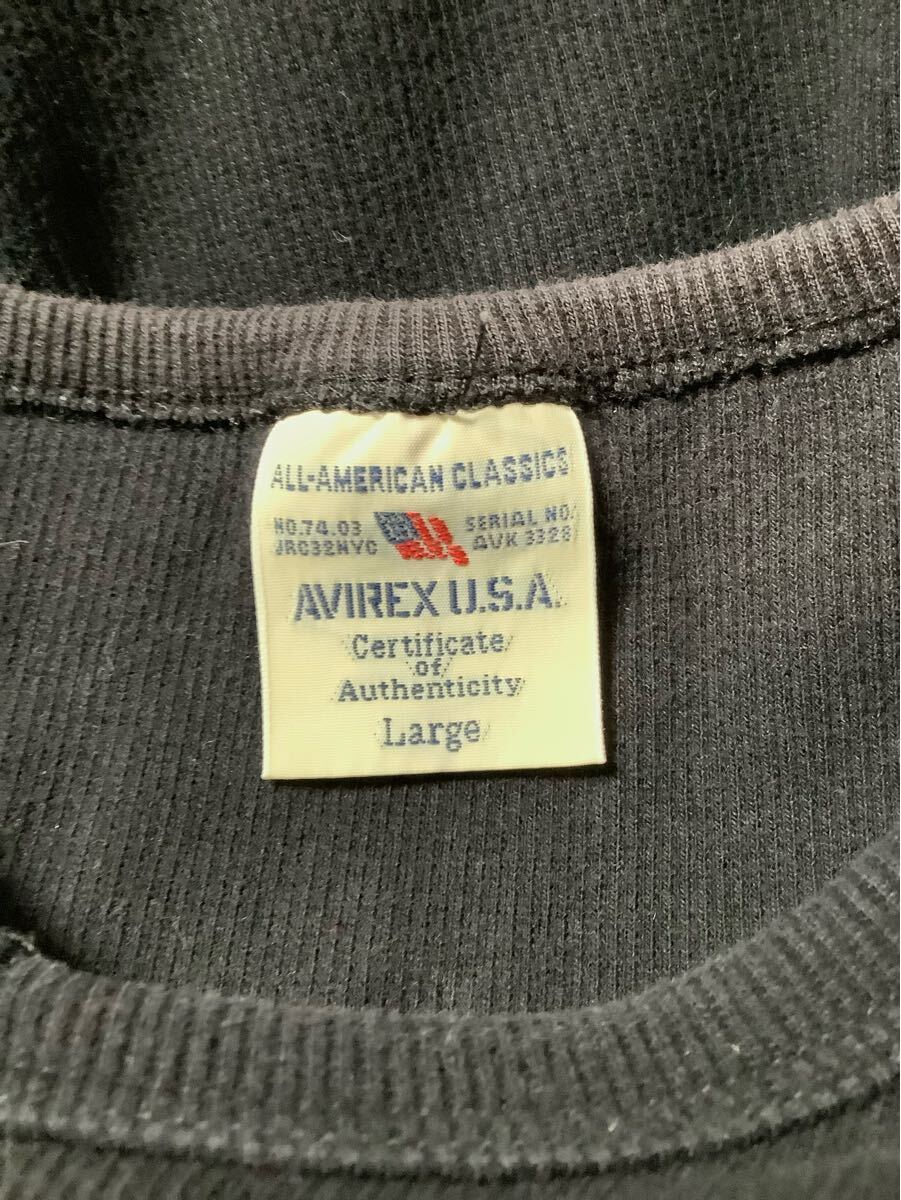 ALL-AMERICAN CLASSICS
NO.74.03
JRC32NYC
SERIAL NO.
AVK 3328
AVIREX U.S.A.
Certificate
of
Authenticity
Large